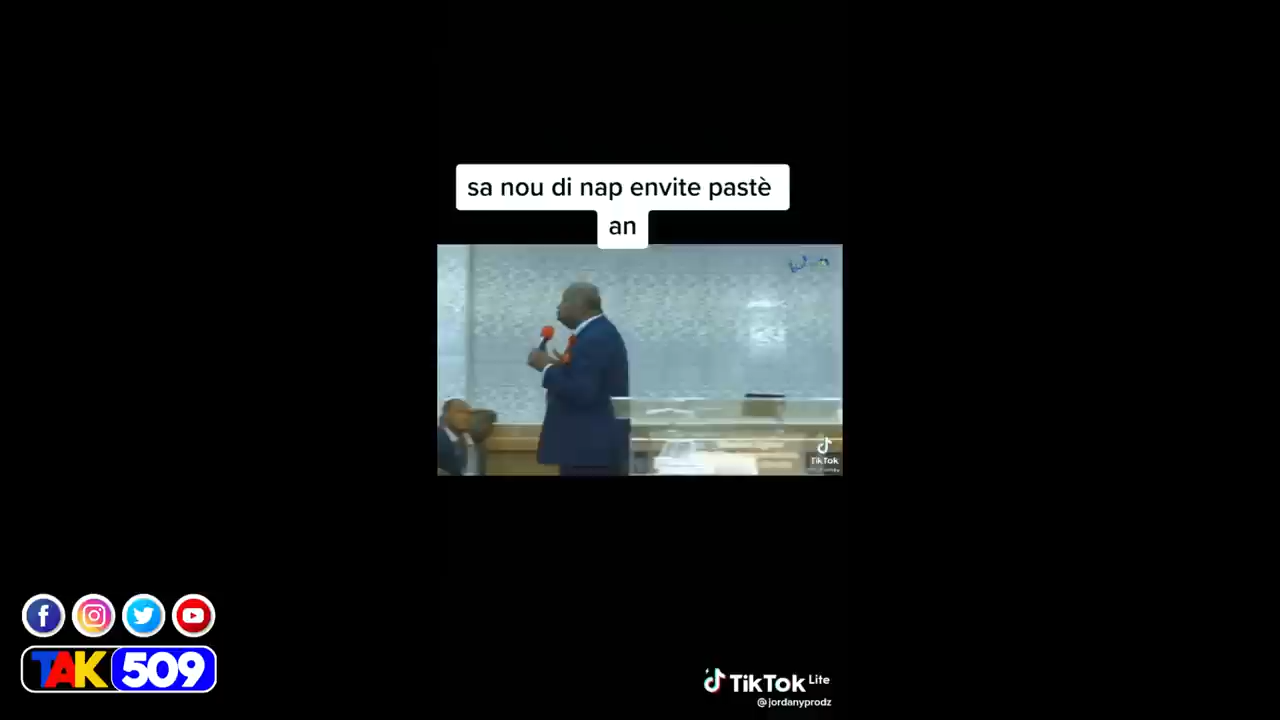 sa nou di nap envite pastè
an
TikTok
TAK 509
TikTok Lite
@jordanyprodz